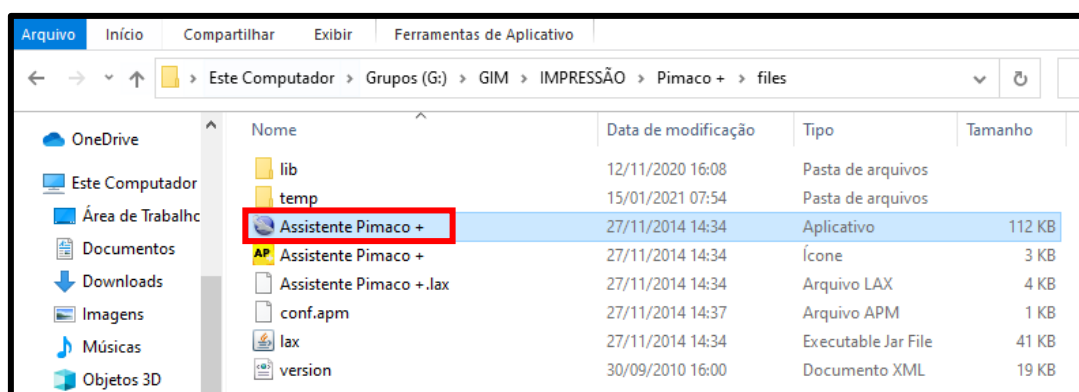 Arquivo Início Compartilhar Exibir Ferramentas de Aplicativo
Este Computador > Grupos (G:) > GIM > IMPRESSÃO > Pimaco + > files
Nome Data de modificação Tipo Tamanho
OneDrive
Este Computador
Área de Trabalhc
Documentos
Downloads
Imagens
Músicas
Objetos 3D
lib 12/11/2020 16:08 Pasta de arquivos
temp 15/01/2021 07:54 Pasta de arquivos
Assistente Pimaco + 27/11/2014 14:34 Aplicativo 112 KB
AP Assistente Pimaco + 27/11/2014 14:34 Ícone 3 KB
Assistente Pimaco +.lax 27/11/2014 14:34 Arquivo LAX 4 KB
conf.apm 27/11/2014 14:37 Arquivo APM 1 KB
lax 27/11/2014 14:34 Executable Jar File 41 KB
version 30/09/2010 16:00 Documento XML 19 KB